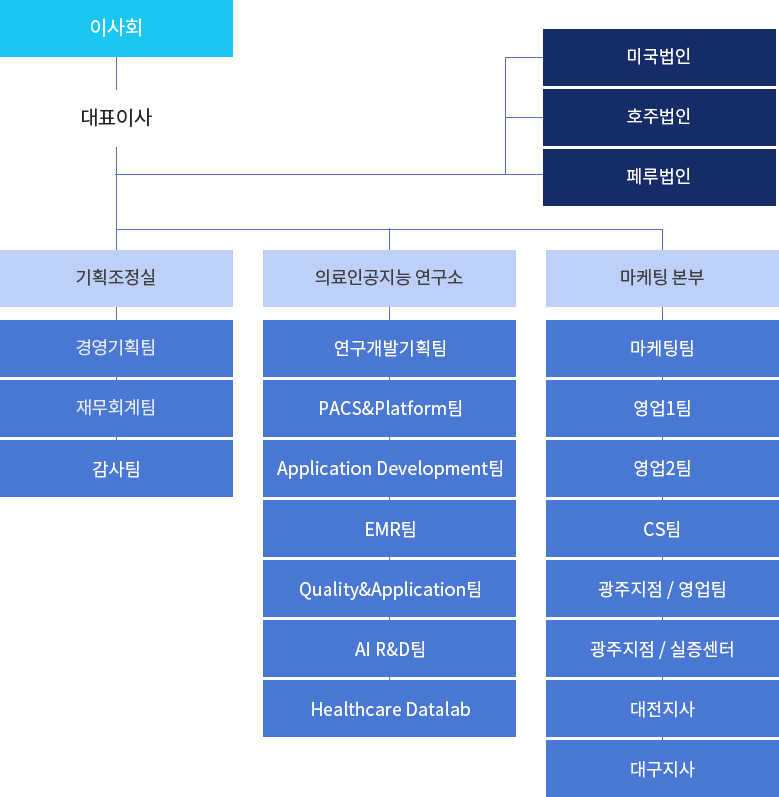 이사회
대표이사
미국법인
호주법인
페루법인
기획조정실
경영기획팀
재무회계팀
감사팀
의료인공지능 연구소
연구개발기획팀
PACS&Platform팀
Application Development팀
EMR팀
Quality&Application팀
AI R&D팀
Healthcare Datalab
마케팅 본부
마케팅팀
영업1팀
영업2팀
CS팀
광주지점 / 영업팀
광주지점 / 실증센터
대전지사
대구지사